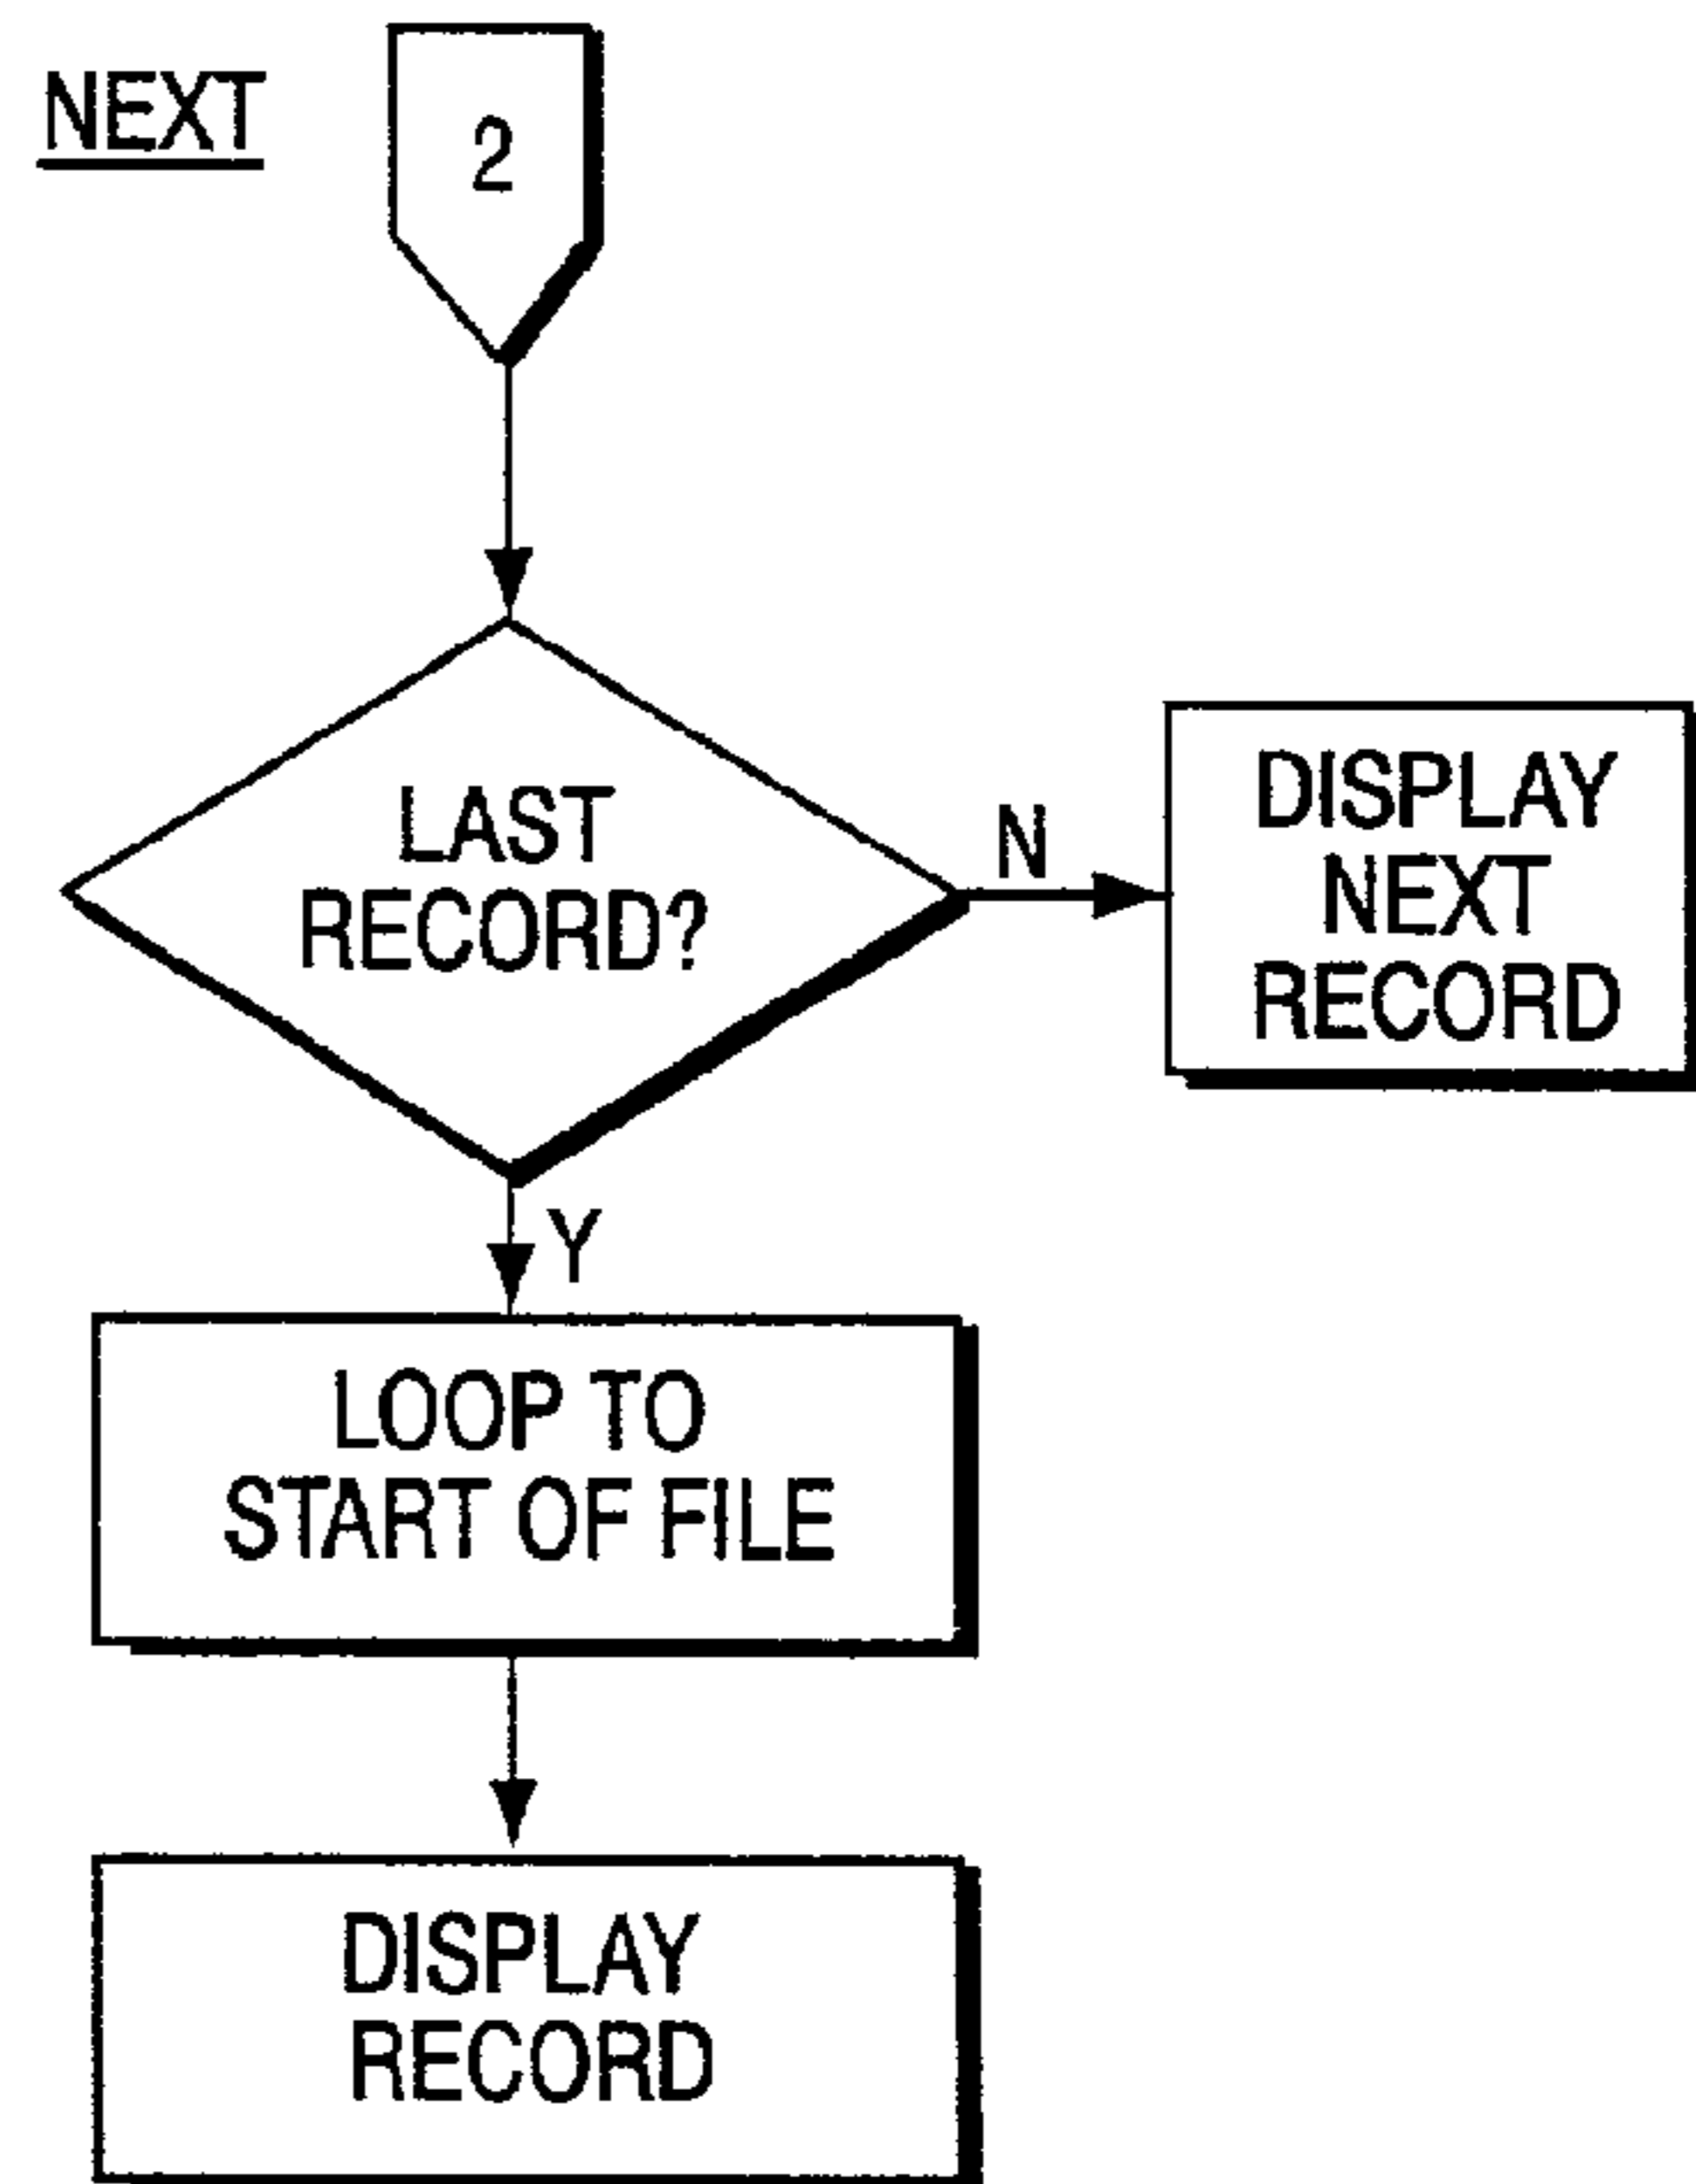 NEXT
2
LAST
RECORD?
N
DISPLAY
NEXT
RECORD
Y
LOOP TO
START OF FILE
DISPLAY
RECORD